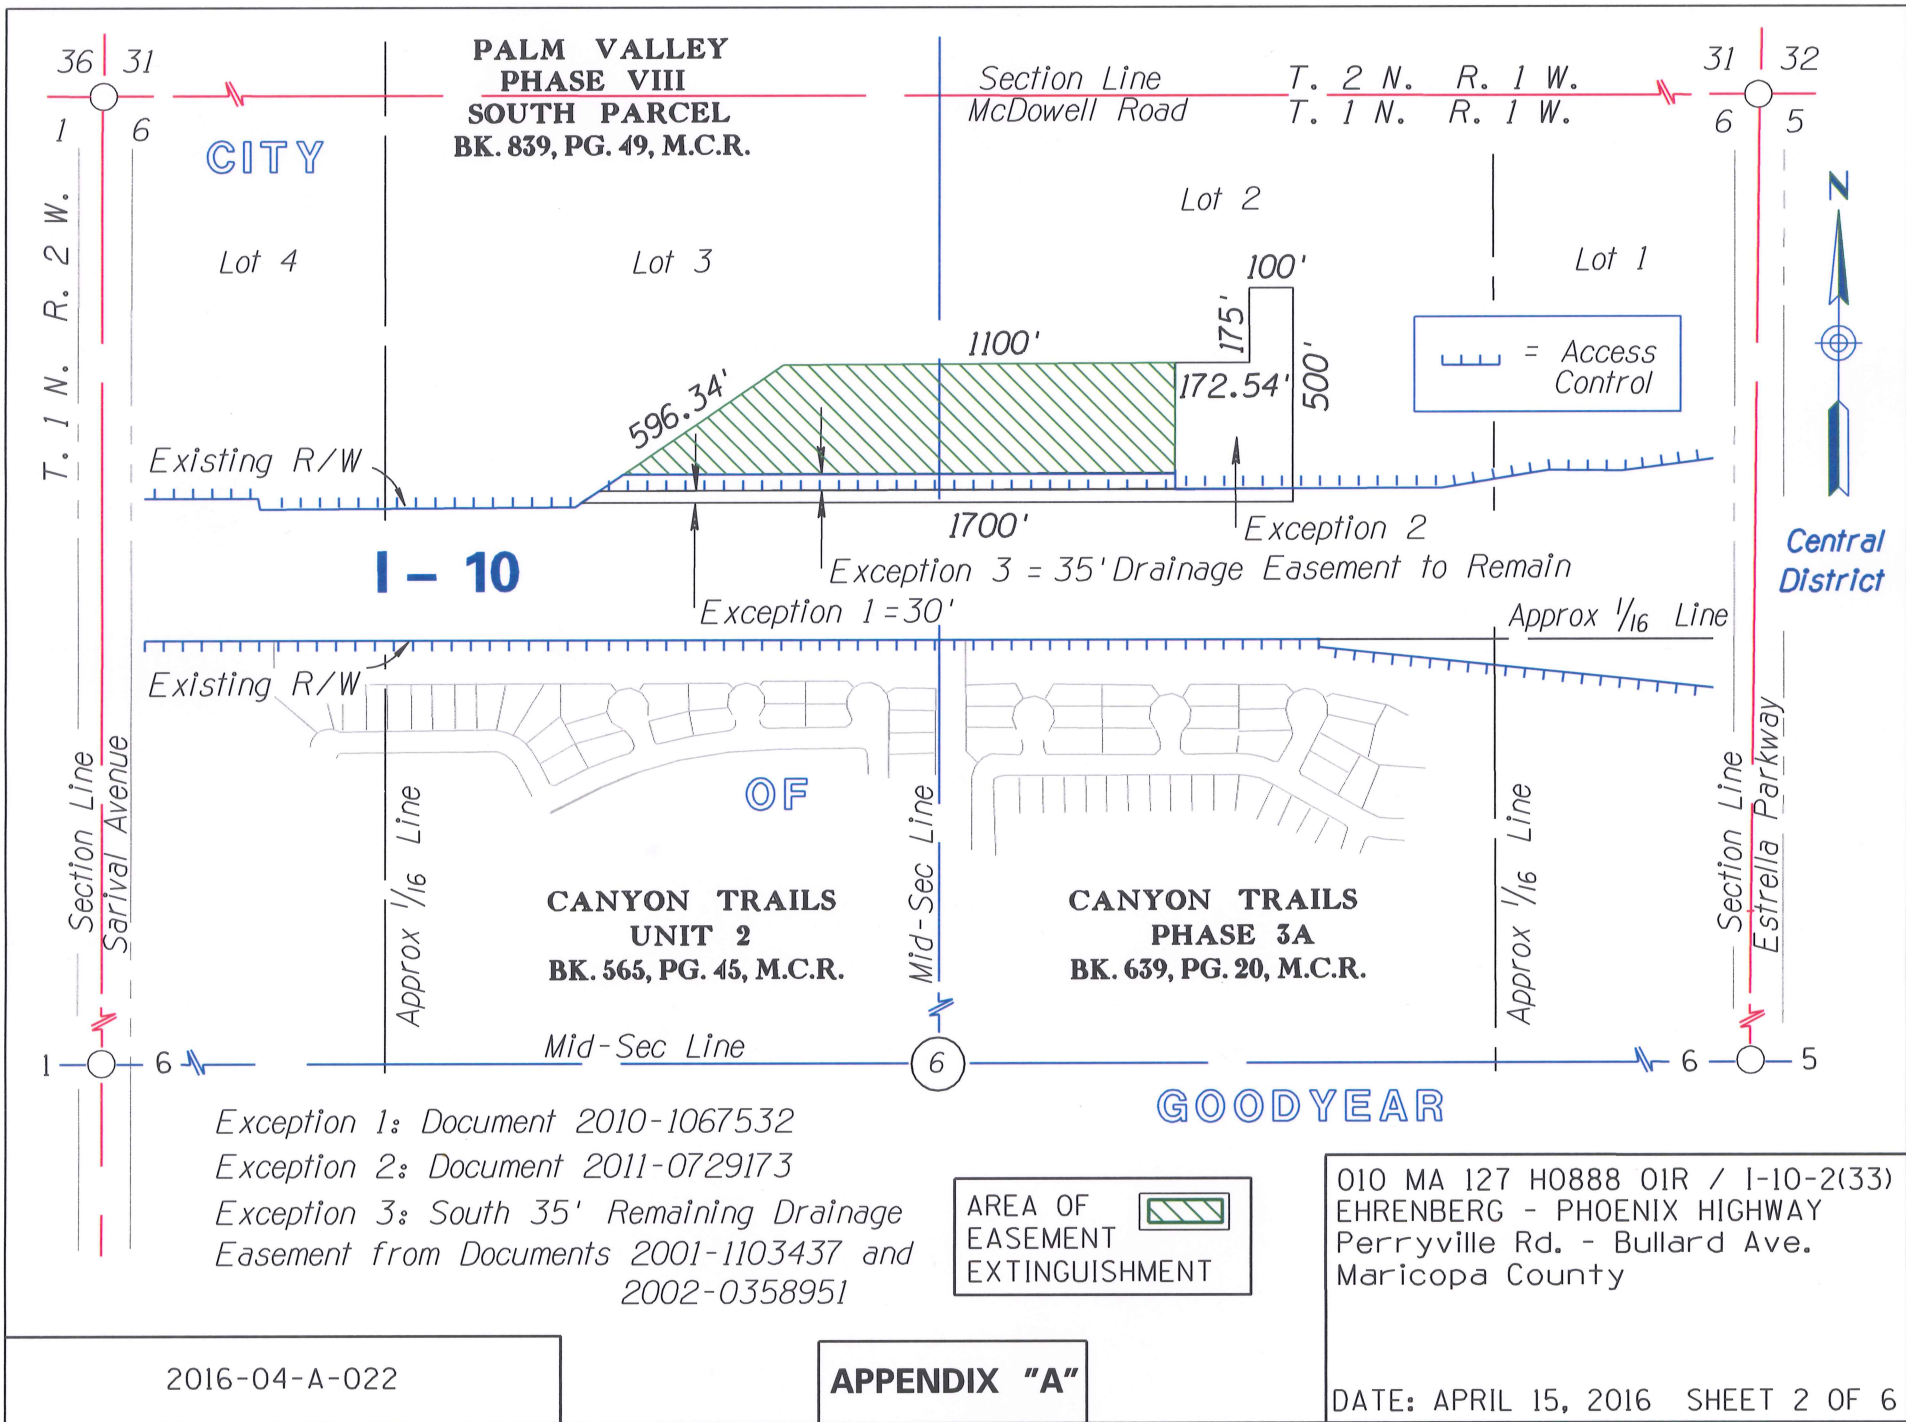 36 31
1 6
PALM VALLEY
PHASE VIII
SOUTH PARCEL
BK. 839, PG. 49, M.C.R.
Section Line T. 2 N. R. 1 W.
McDowell Road T. 1 N. R. 1 W.
31 32
6 5
CITY
T. 1 N. R. 2 W.
Lot 4
Lot 3
Lot 2
Lot 1
N
100'
175'
500'
1100'
172.54'
596.34'
= Access
Control
Existing R/W
1700'
Exception 2
I - 10
Exception 3 = 35' Drainage Easement to Remain
Exception 1 = 30'
Central
District
Approx 1/16 Line
Existing R/W
Section Line
Sarival Avenue
Approx 1/16 Line
OF
Mid-Sec Line
Approx 1/16 Line
Section Line
Estrella Parkway
CANYON TRAILS
UNIT 2
BK. 565, PG. 45, M.C.R.
CANYON TRAILS
PHASE 3A
BK. 639, PG. 20, M.C.R.
Mid-Sec Line
1 6
6
6 5
GOODYEAR
Exception 1: Document 2010-1067532
Exception 2: Document 2011-0729173
Exception 3: South 35' Remaining Drainage
Easement from Documents 2001-1103437 and
2002-0358951
AREA OF
EASEMENT
EXTINGUISHMENT
010 MA 127 H0888 01R / I-10-2(33)
EHRENBERG - PHOENIX HIGHWAY
Perryville Rd. - Bullard Ave.
Maricopa County
DATE: APRIL 15, 2016 SHEET 2 OF 6
2016-04-A-022
APPENDIX "A"